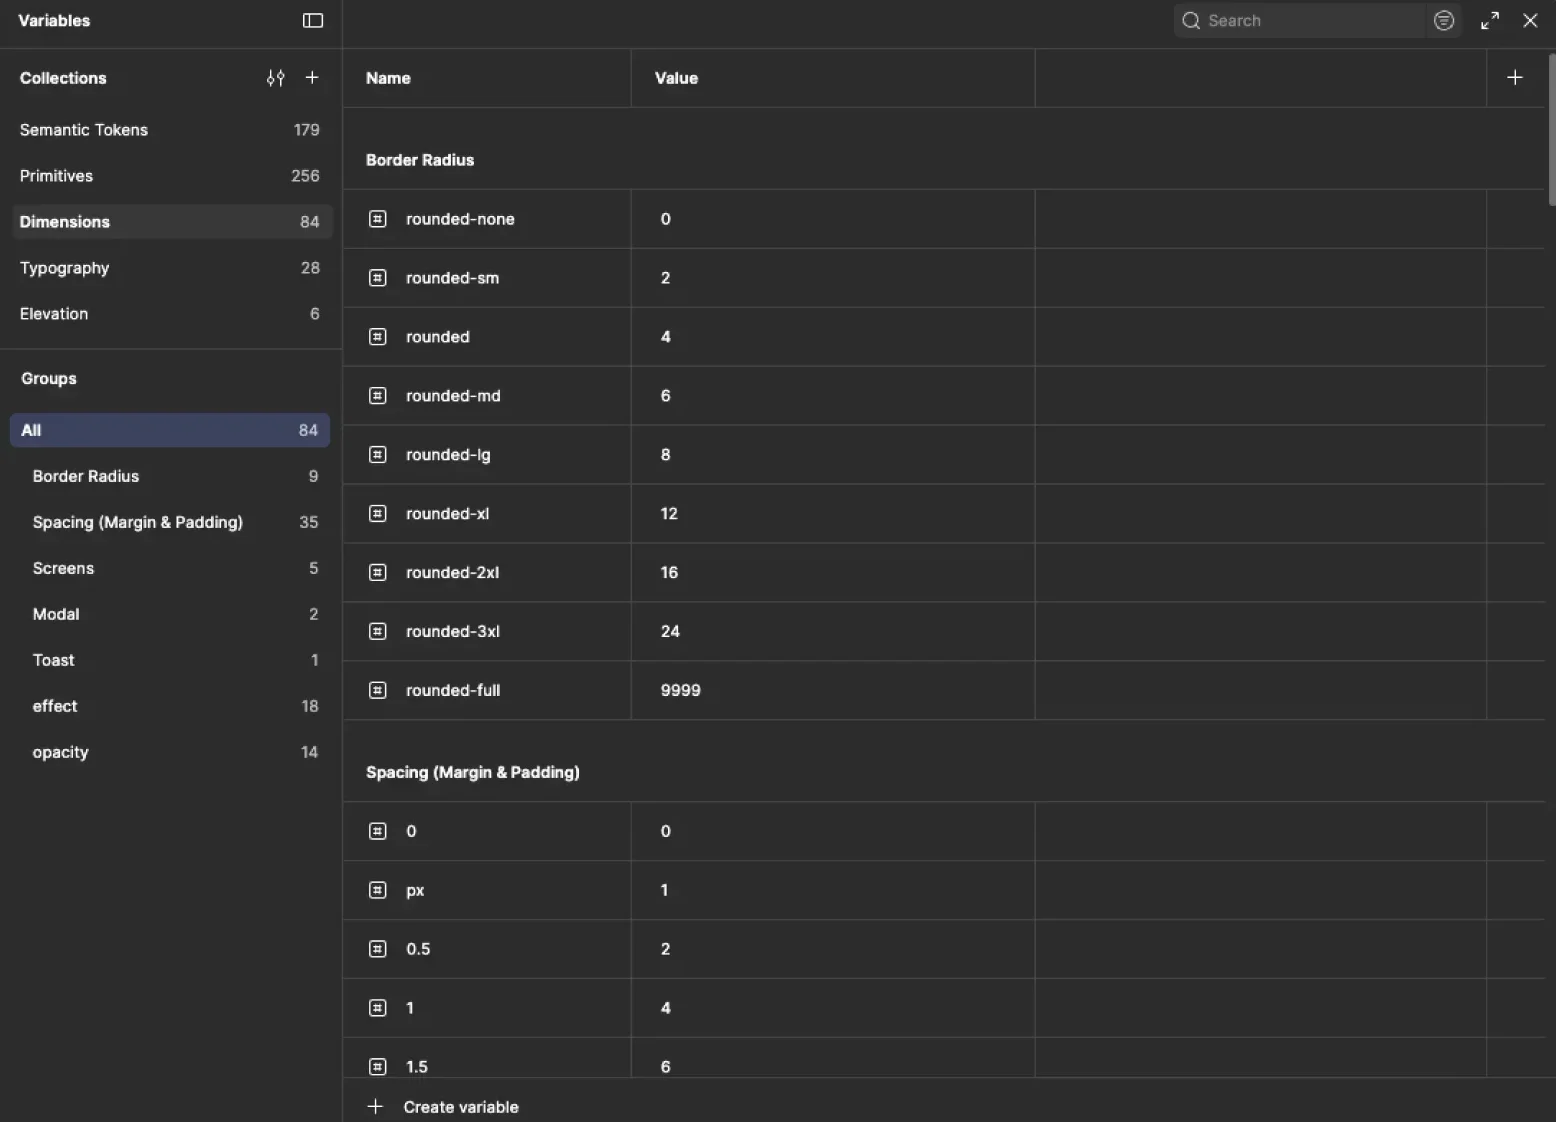 Variables
Search
Collections
Semantic Tokens 179
Primitives 256
Dimensions 84
Typography 28
Elevation 6
Groups
All 84
Border Radius 9
Spacing (Margin & Padding) 35
Screens 5
Modal 2
Toast 1
effect 18
opacity 14
Name Value
Border Radius
rounded-none 0
rounded-sm 2
rounded 4
rounded-md 6
rounded-lg 8
rounded-xl 12
rounded-2xl 16
rounded-3xl 24
rounded-full 9999
Spacing (Margin & Padding)
0 0
px 1
0.5 2
1 4
1.5 6
Create variable